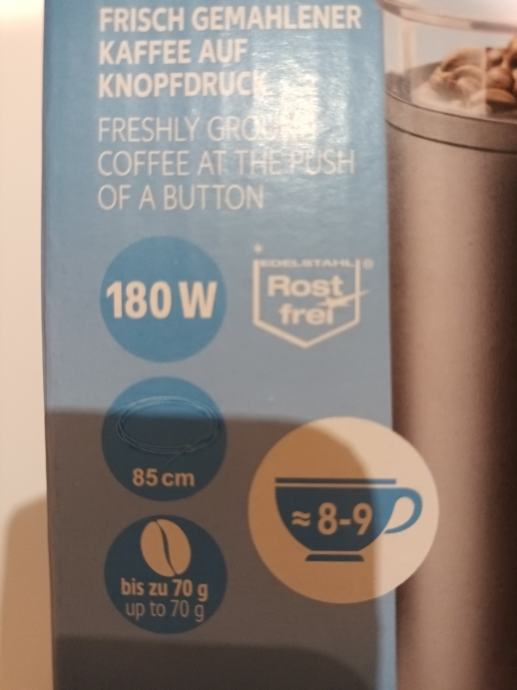 FRISCH GEMAHLENER
KAFFEE AUF
KNOPFDRUCK
FRESHLY GROUND
COFFEE AT THE PUSH
OF A BUTTON
180 W
EDELSTAHL ®
Rost
frei
85 cm
≈ 8-9
bis zu 70 g
up to 70 g